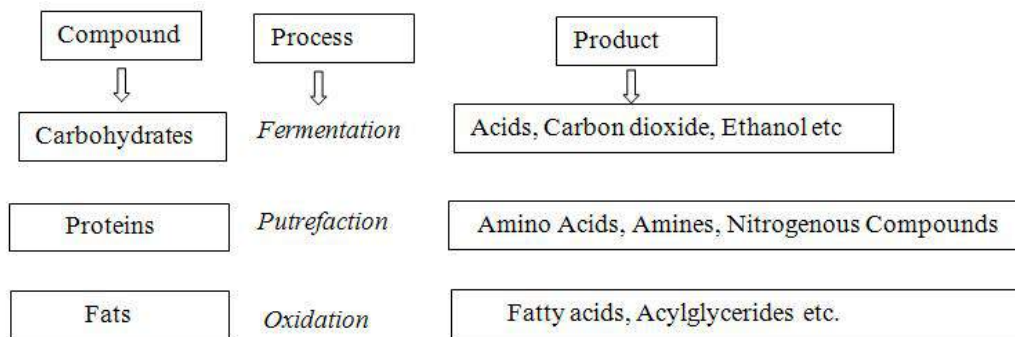 Compound Process Product
Carbohydrates Fermentation Acids, Carbon dioxide, Ethanol etc
Proteins Putrefaction Amino Acids, Amines, Nitrogenous Compounds
Fats Oxidation Fatty acids, Acylglycerides etc.